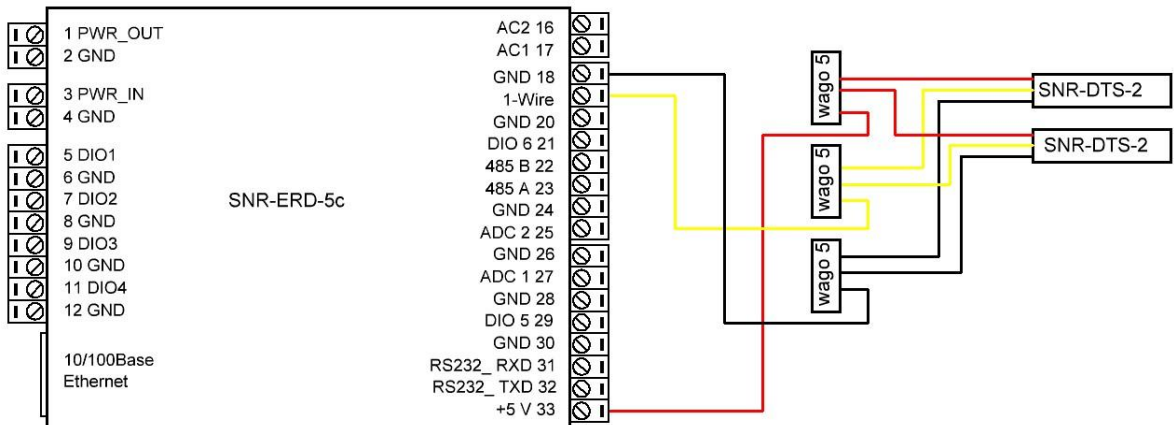 1 PWR_OUT
2 GND
3 PWR_IN
4 GND
5 DIO1
6 GND
7 DIO2
8 GND
9 DIO3
10 GND
11 DIO4
12 GND
10/100Base
Ethernet
SNR-ERD-5c
AC2 16
AC1 17
GND 18
1-Wire
GND 20
DIO 6 21
485 B 22
485 A 23
GND 24
ADC 2 25
GND 26
ADC 1 27
GND 28
DIO 5 29
GND 30
RS232_ RXD 31
RS232_ TXD 32
+5 V 33
wago 5
wago 5
wago 5
SNR-DTS-2
SNR-DTS-2